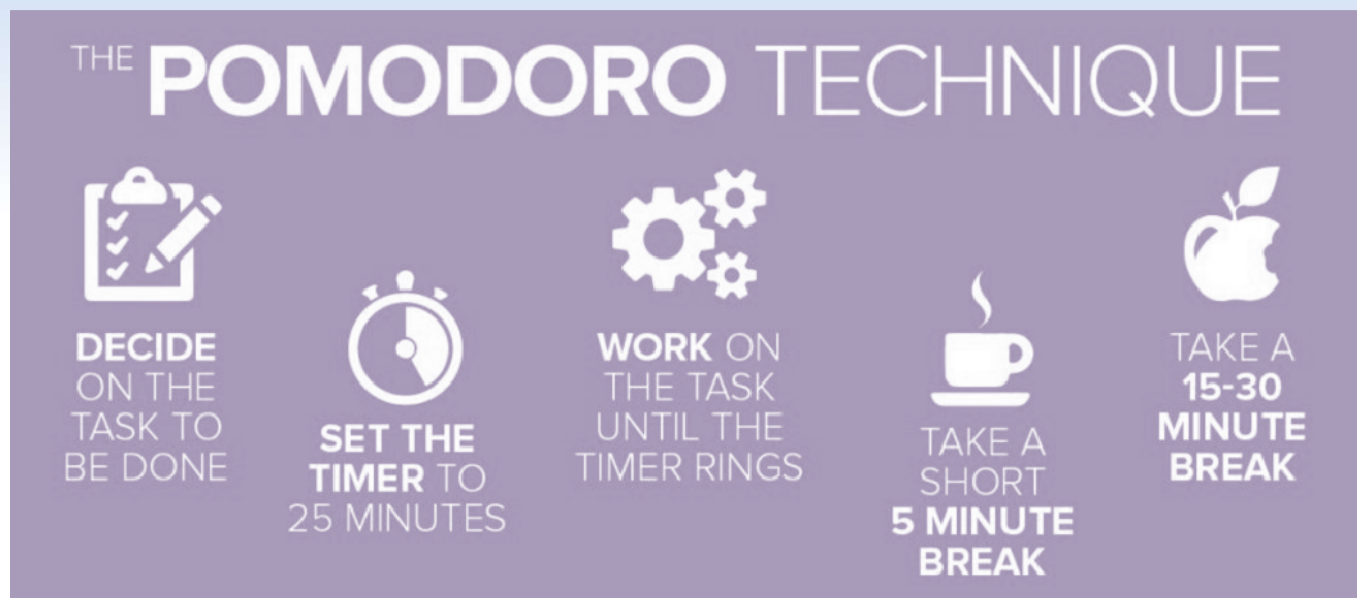 THE POMODORO TECHNIQUE
DECIDE
ON THE
TASK TO
BE DONE
SET THE
TIMER TO
25 MINUTES
WORK ON
THE TASK
UNTIL THE
TIMER RINGS
TAKE A
SHORT
5 MINUTE
BREAK
TAKE A
15-30
MINUTE
BREAK